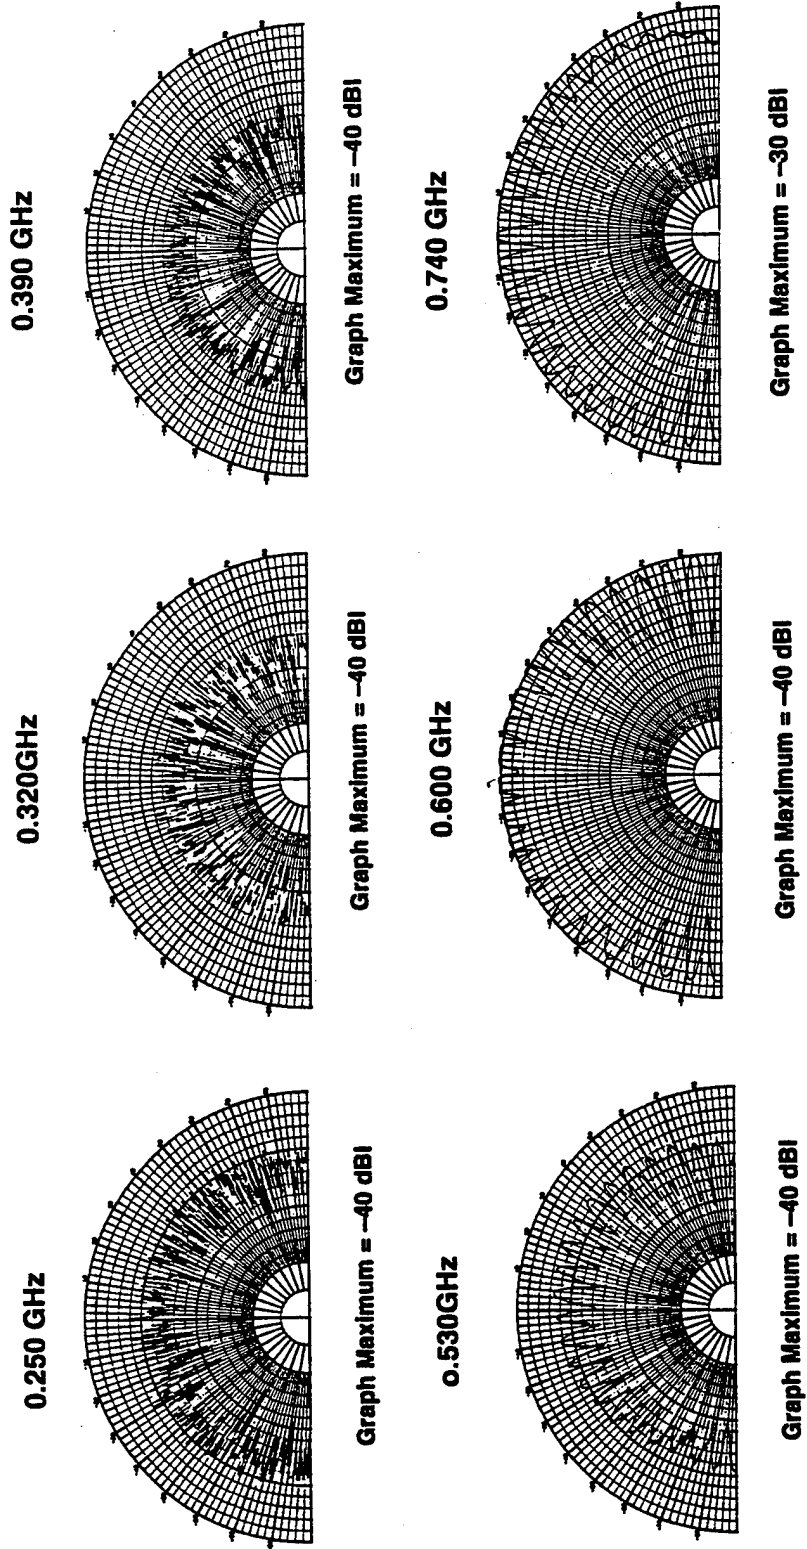 0.250 GHz
0.320GHz
0.390 GHz
Graph Maximum = –40 dBI
Graph Maximum = –40 dBI
Graph Maximum = –40 dBI
o.530GHz
0.600 GHz
0.740 GHz
Graph Maximum = –40 dBI
Graph Maximum = –40 dBI
Graph Maximum = –30 dBI